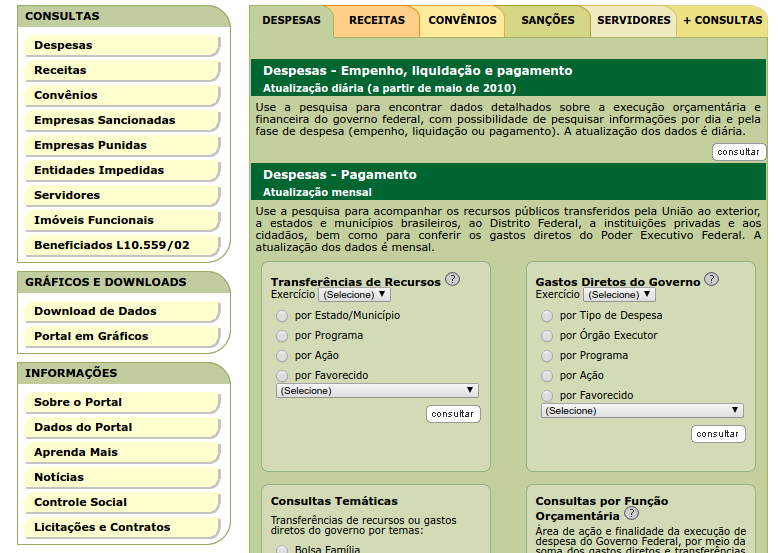 CONSULTAS
Despesas
Receitas
Convênios
Empresas Sancionadas
Empresas Punidas
Entidades Impedidas
Servidores
Imóveis Funcionais
Beneficiados L10.559/02
GRÁFICOS E DOWNLOADS
Download de Dados
Portal em Gráficos
INFORMAÇÕES
Sobre o Portal
Dados do Portal
Aprenda Mais
Notícias
Controle Social
Licitações e Contratos
DESPESAS RECEITAS CONVÊNIOS SANÇÕES SERVIDORES + CONSULTAS
Despesas – Empenho, liquidação e pagamento
Atualização diária (a partir de maio de 2010)
Use a pesquisa para encontrar dados detalhados sobre a execução orçamentária e
financeira do governo federal, com possibilidade de pesquisar informações por dia e pela
fase de despesa (empenho, liquidação ou pagamento). A atualização dos dados é diária.
consultar
Despesas – Pagamento
Atualização mensal
Use a pesquisa para acompanhar os recursos públicos transferidos pela União ao exterior,
a estados e municípios brasileiros, ao Distrito Federal, a instituições privadas e aos
cidadãos, bem como para conferir os gastos diretos do Poder Executivo Federal. A
atualização dos dados é mensal.
Transferências de Recursos ?
Exercício (Selecione)
por Estado/Município
por Programa
por Ação
por Favorecido
(Selecione)
consultar
Gastos Diretos do Governo ?
Exercício (Selecione)
por Tipo de Despesa
por Órgão Executor
por Programa
por Ação
por Favorecido
(Selecione)
consultar
Consultas Temáticas
Transferências de recursos ou gastos
diretos do governo por temas:
Bolsa Família
Consultas por Função
Orçamentária ?
Área de ação e finalidade da execução de
despesa do Governo Federal, por meio da
soma dos gastos diretos e transferências